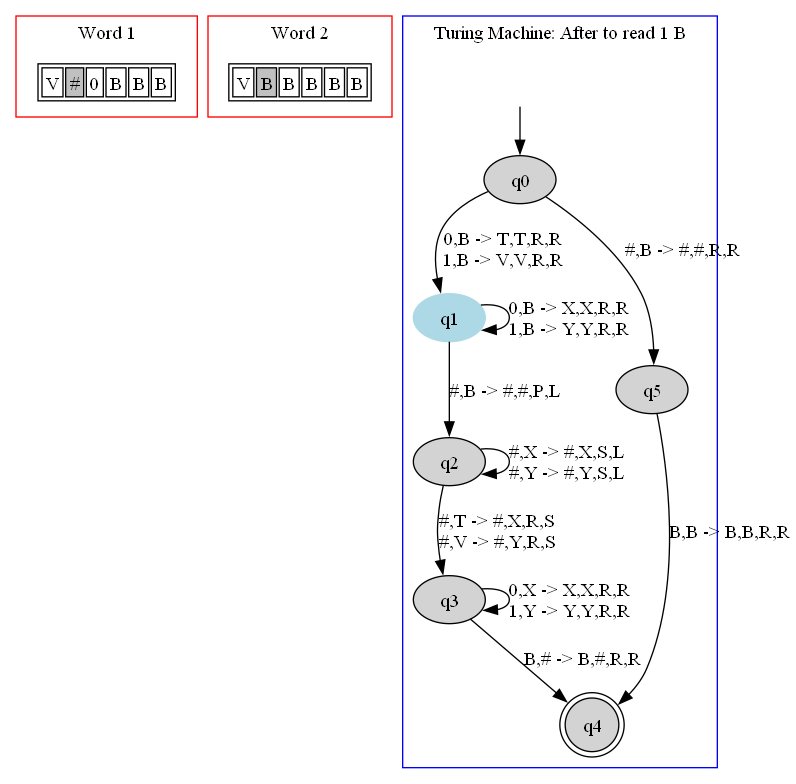 Word 1
V # 0 B B B
Word 2
V B B B B B
Turing Machine: After to read 1 B
q0
0,B -> T,T,R,R
1,B -> V,V,R,R
#,B -> #,#,R,R
q1
0,B -> X,X,R,R
1,B -> Y,Y,R,R
#,B -> #,#,P,L
q5
q2
#,X -> #,X,S,L
#,Y -> #,Y,S,L
#,T -> #,X,R,S
#,V -> #,Y,R,S
B,B -> B,B,R,R
q3
0,X -> X,X,R,R
1,Y -> Y,Y,R,R
B,# -> B,#,R,R
q4